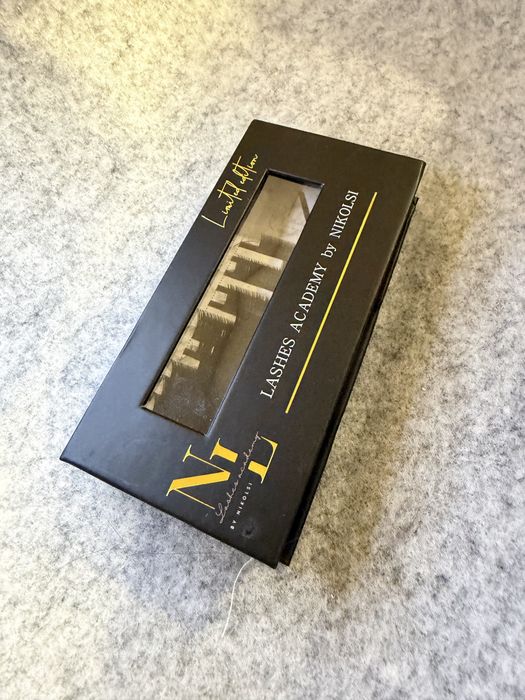 Limited edition
LASHES ACADEMY by NIKOLSI
NL
Lashes academy
BY NIKOLSI